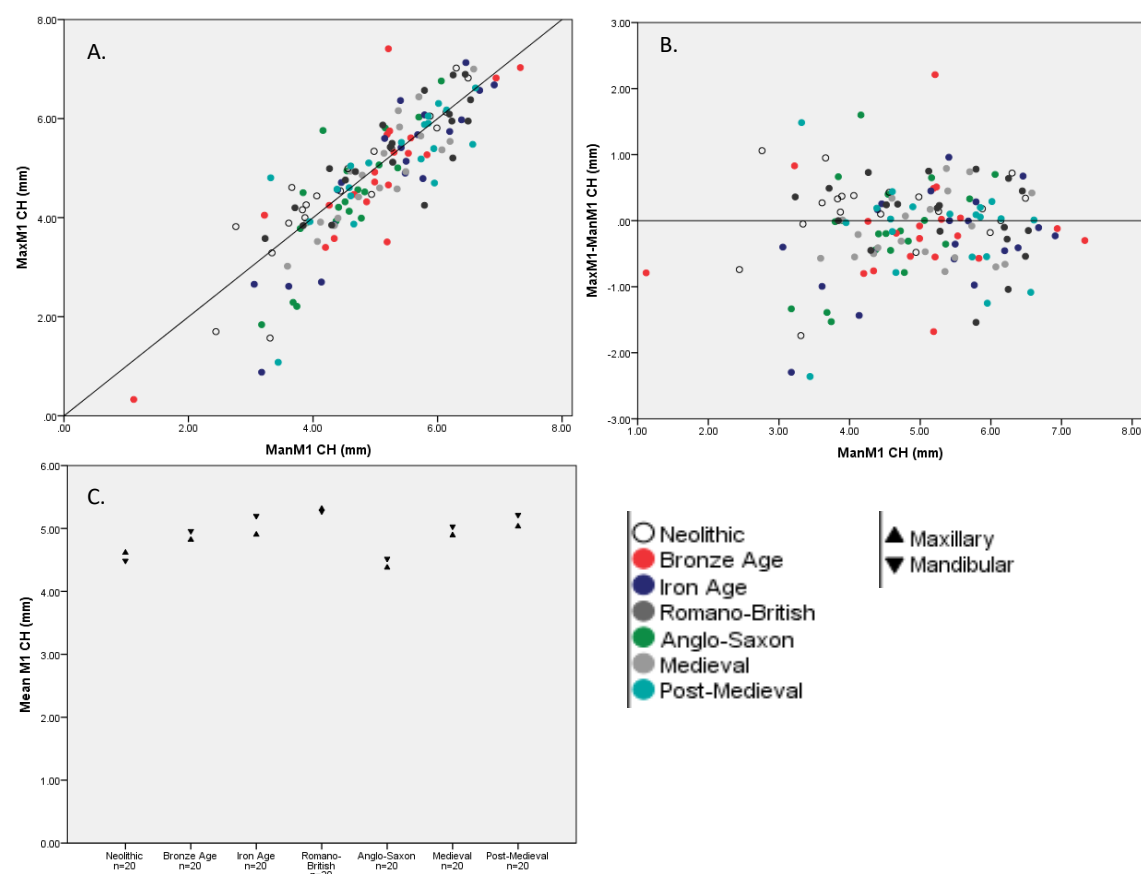 A.
8.00
6.00
4.00
2.00
.00
MaxM1 CH (mm)
.00 2.00 4.00 6.00 8.00
ManM1 CH (mm)
B.
3.00
2.00
1.00
.00
-1.00
-2.00
-3.00
MaxM1-ManM1 CH (mm)
1.00 2.00 3.00 4.00 5.00 6.00 7.00 8.00
ManM1 CH (mm)
C.
6.00
5.00
4.00
3.00
2.00
1.00
0.00
Mean M1 CH (mm)
Neolithic
n=20
Bronze Age
n=20
Iron Age
n=20
Romano-
British
Anglo-Saxon
n=20
Medieval
n=20
Post-Medieval
n=20
Neolithic
Bronze Age
Iron Age
Romano-British
Anglo-Saxon
Medieval
Post-Medieval
Maxillary
Mandibular